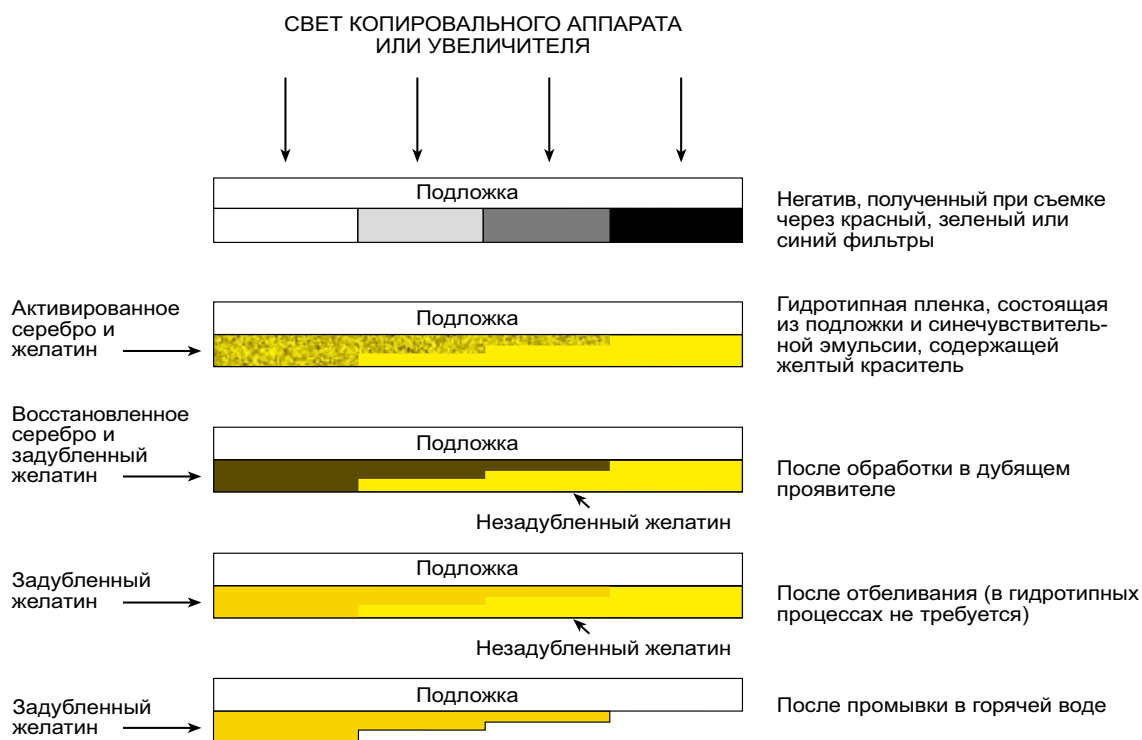 СВЕТ КОПИРОВАЛЬНОГО АППАРАТА
ИЛИ УВЕЛИЧИТЕЛЯ
Подложка
Негатив, полученный при съемке
через красный, зеленый или
синий фильтры
Активированное
серебро и
желатин
Подложка
Гидротипная пленка, состоящая
из подложки и синечувствитель-
ной эмульсии, содержащей
желтый краситель
Восстановленное
серебро и
задубленный
желатин
Подложка
После обработки в дубящем
проявителе
Незадубленный желатин
Задубленный
желатин
Подложка
После отбеливания (в гидротипных
процессах не требуется)
Незадубленный желатин
Задубленный
желатин
Подложка
После промывки в горячей воде